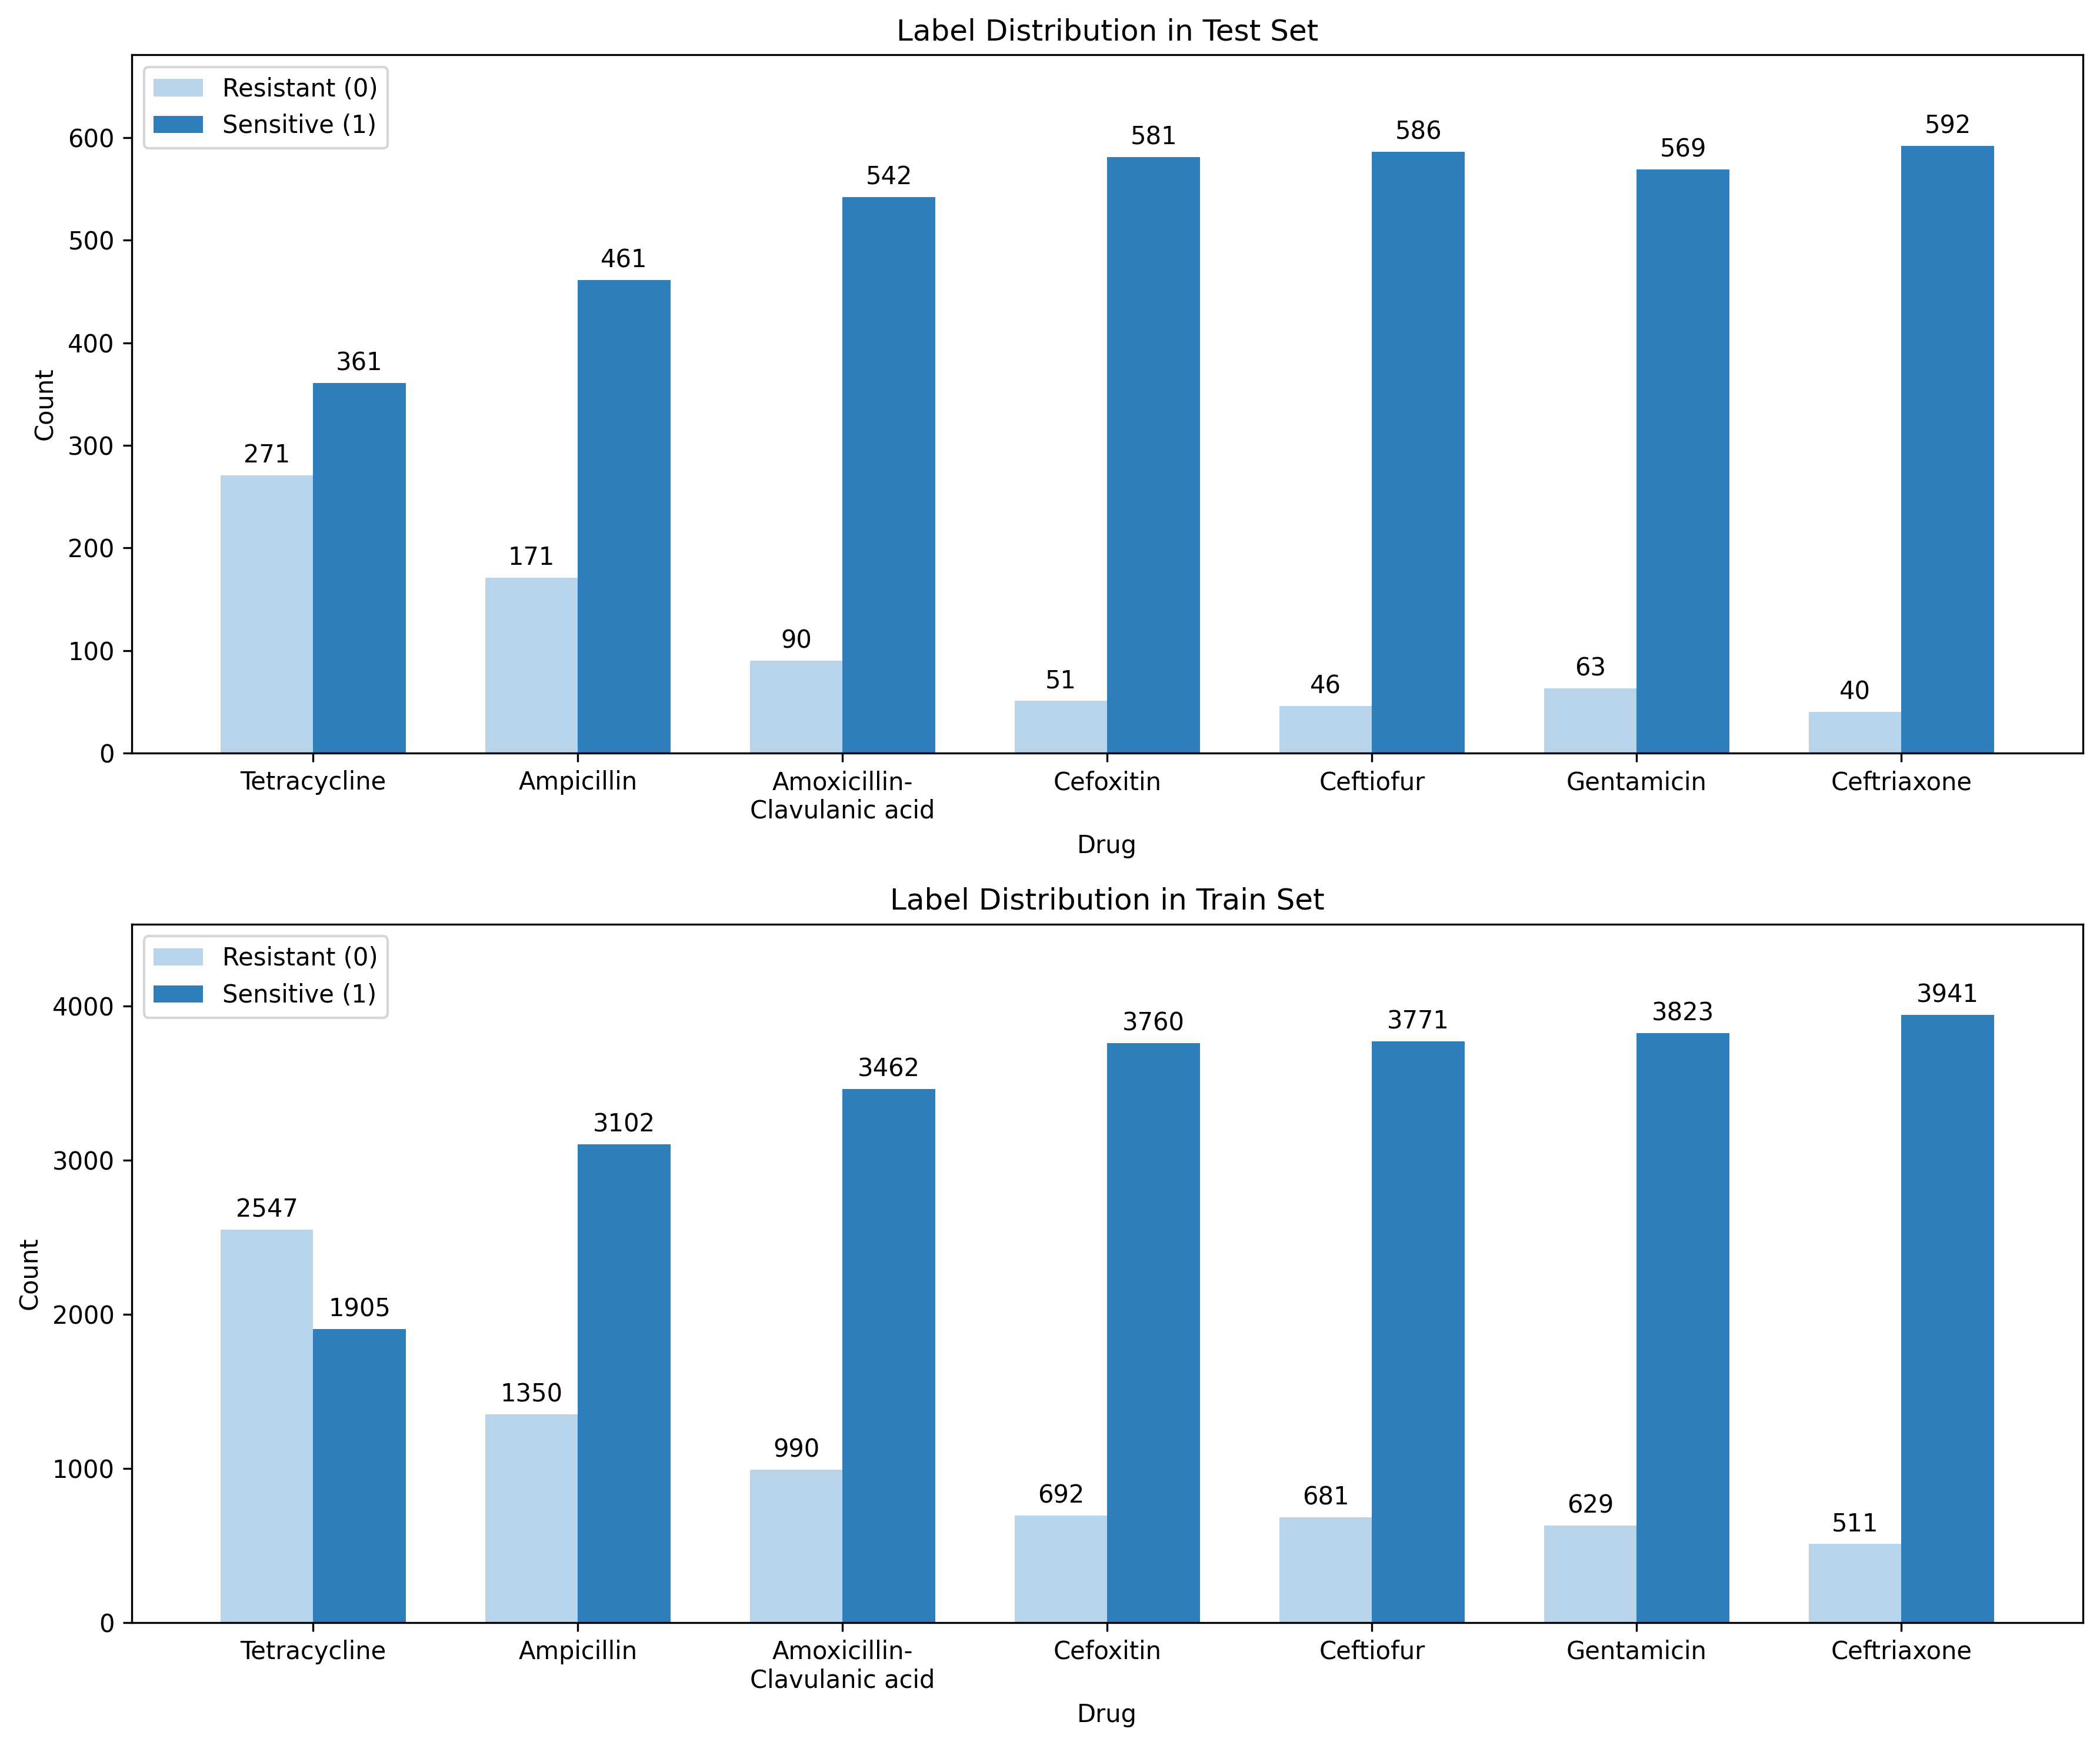 Label Distribution in Test Set
Resistant (0)
Sensitive (1)
Count
600
500
400
300
200
100
0
271
361
171
461
90
542
51
581
46
586
63
569
40
592
Tetracycline
Ampicillin
Amoxicillin-
Clavulanic acid
Cefoxitin
Ceftiofur
Gentamicin
Ceftriaxone
Drug
Label Distribution in Train Set
Resistant (0)
Sensitive (1)
Count
4000
3000
2000
1000
0
2547
1905
1350
3102
990
3462
692
3760
681
3771
629
3823
511
3941
Tetracycline
Ampicillin
Amoxicillin-
Clavulanic acid
Cefoxitin
Ceftiofur
Gentamicin
Ceftriaxone
Drug